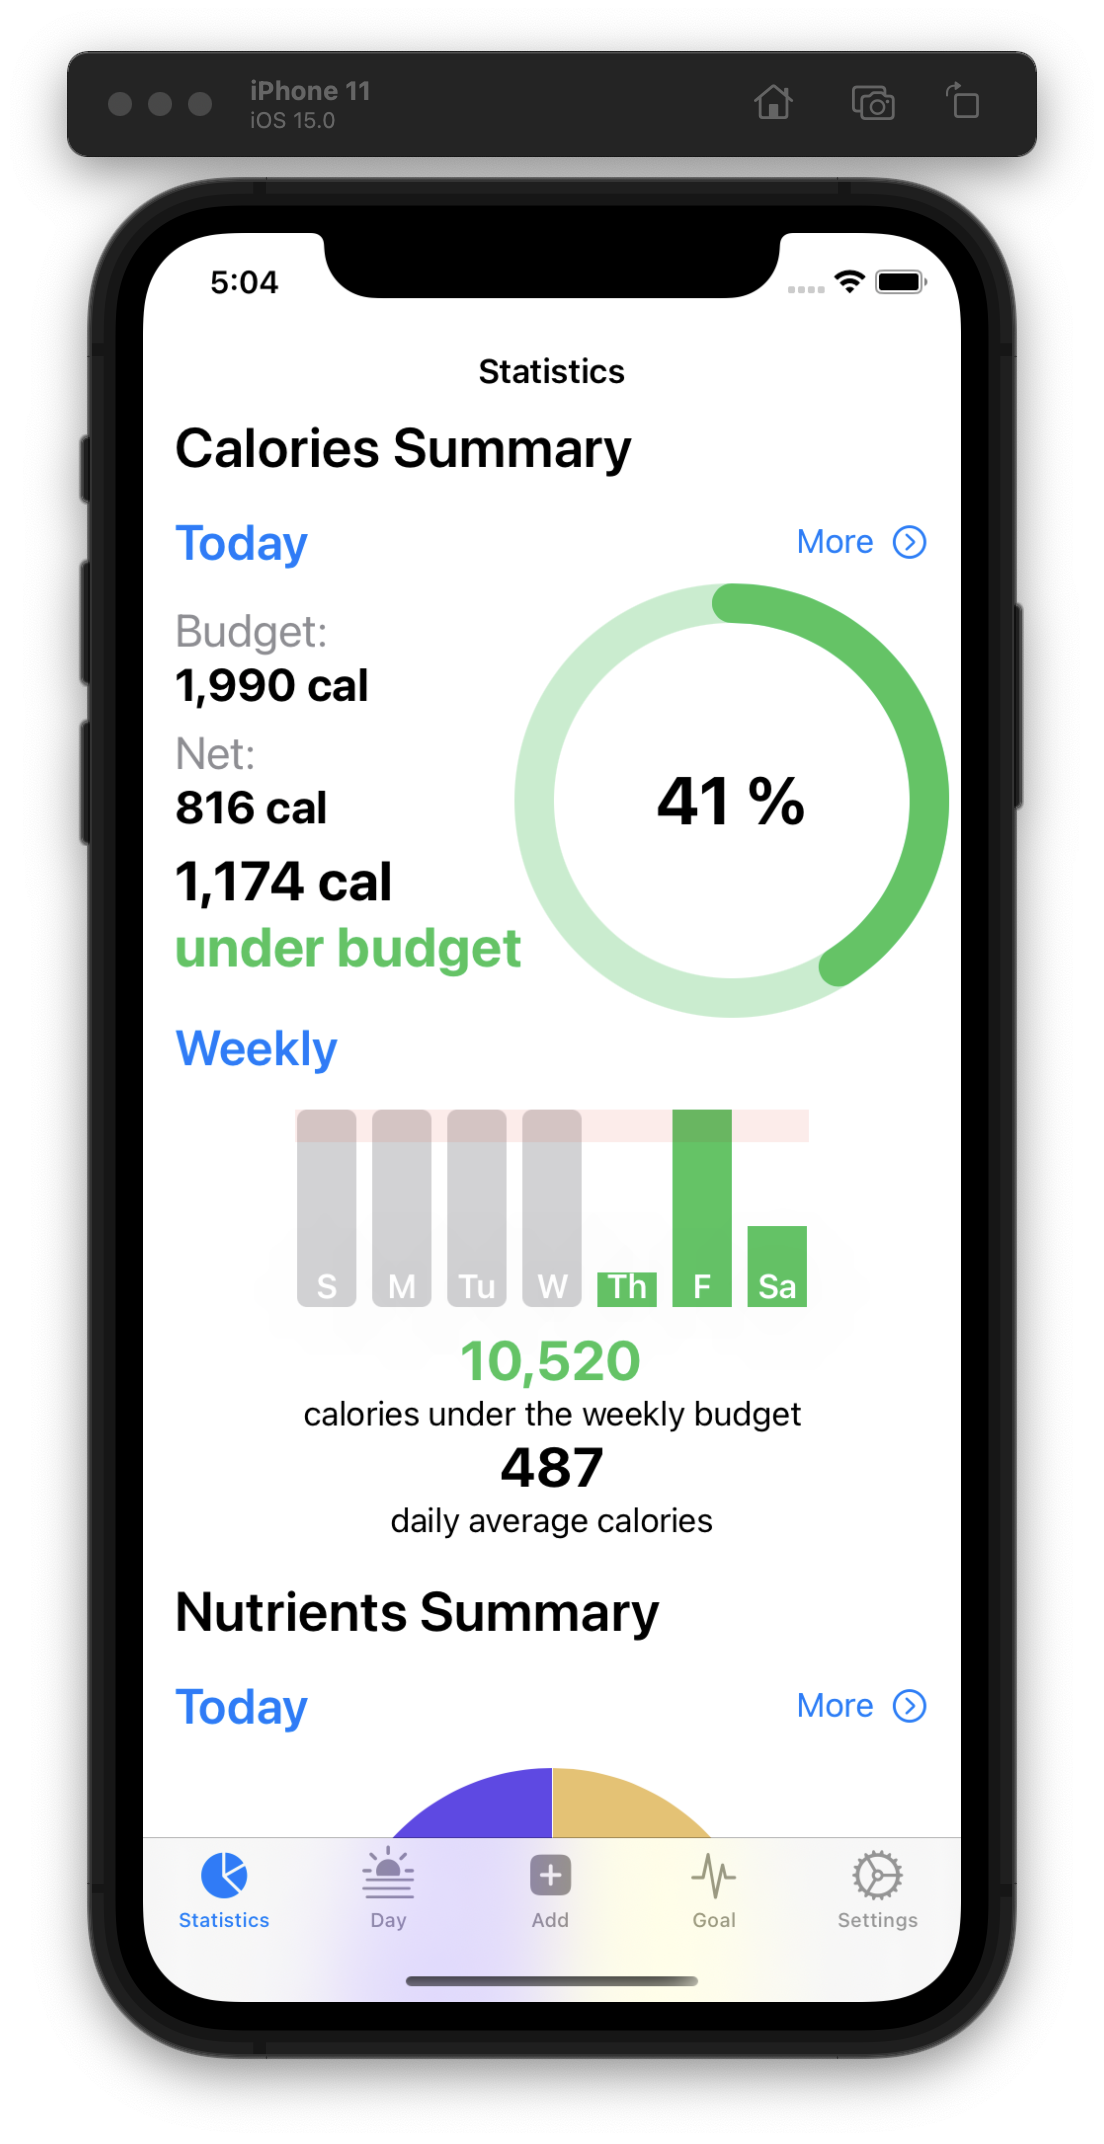 iPhone 11
iOS 15.0
5:04
Statistics
Calories Summary
Today
More
Budget:
1,990 cal
Net:
816 cal
1,174 cal
under budget
41 %
Weekly
S M Tu W Th F Sa
10,520
calories under the weekly budget
487
daily average calories
Nutrients Summary
Today
More
Statistics Day Add Goal Settings